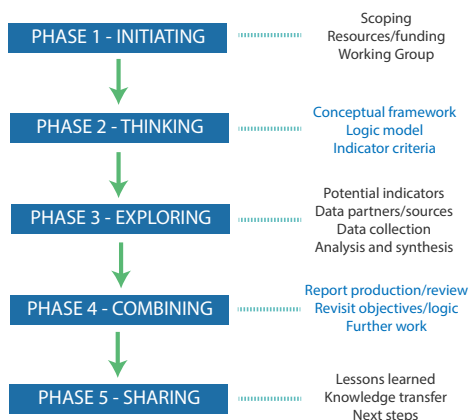 PHASE 1 - INITIATING
Scoping
Resources/funding
Working Group
PHASE 2 - THINKING
Conceptual framework
Logic model
Indicator criteria
PHASE 3 - EXPLORING
Potential indicators
Data partners/sources
Data collection
Analysis and synthesis
PHASE 4 - COMBINING
Report production/review
Revisit objectives/logic
Further work
PHASE 5 - SHARING
Lessons learned
Knowledge transfer
Next steps